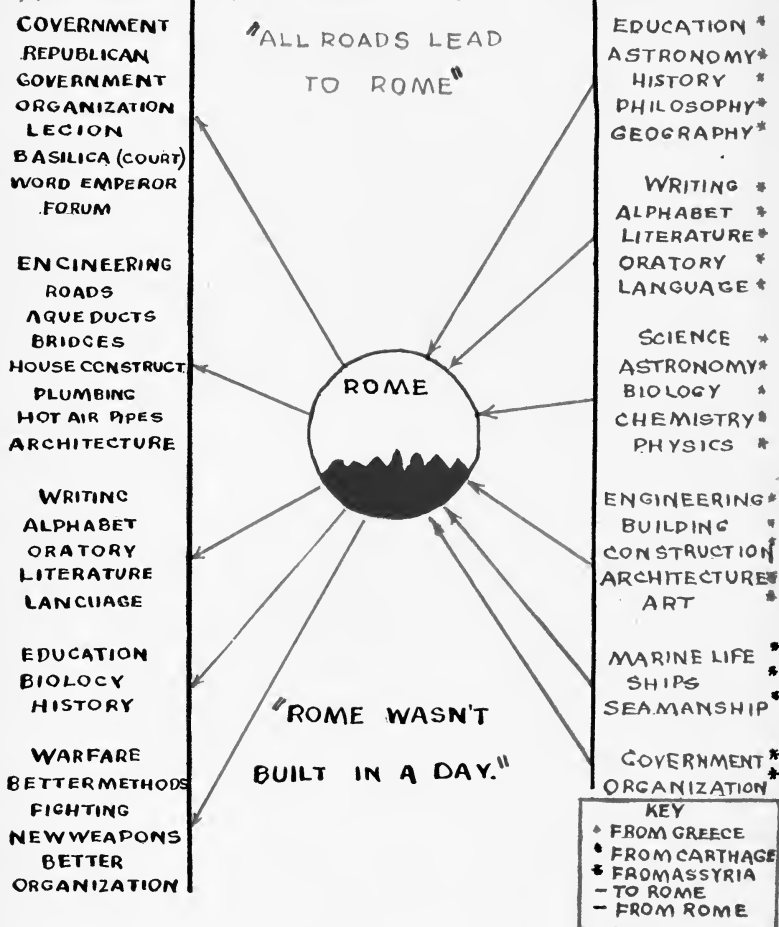 GOVERNMENT
REPUBLICAN
GOVERNMENT
ORGANIZATION
LEGION
BASILICA (COURT)
WORD EMPEROR
FORUM
ENGINEERING
ROADS
AQUEDUCTS
BRIDGES
HOUSE CONSTRUCT.
PLUMBING
HOT AIR PIPES
ARCHITECTURE
WRITING
ALPHABET
ORATORY
LITERATURE
LANGUAGE
EDUCATION
BIOLOGY
HISTORY
WARFARE
BETTER METHODS
FIGHTING
NEW WEAPONS
BETTER
ORGANIZATION
"ALL ROADS LEAD
TO ROME"
ROME
"ROME WASN'T
BUILT IN A DAY."
EDUCATION *
ASTRONOMY *
HISTORY *
PHILOSOPHY *
GEOGRAPHY *
WRITING *
ALPHABET *
LITERATURE *
ORATORY *
LANGUAGE *
SCIENCE *
ASTRONOMY *
BIOLOGY *
CHEMISTRY *
PHYSICS *
ENGINEERING *
BUILDING *
CONSTRUCTION *
ARCHITECTURE *
ART *
MARINE LIFE *
SHIPS *
SEAMANSHIP *
GOVERNMENT *
ORGANIZATION *
KEY
* FROM GREECE
* FROM CARTHAGE
* FROM ASSYRIA
- TO ROME
- FROM ROME